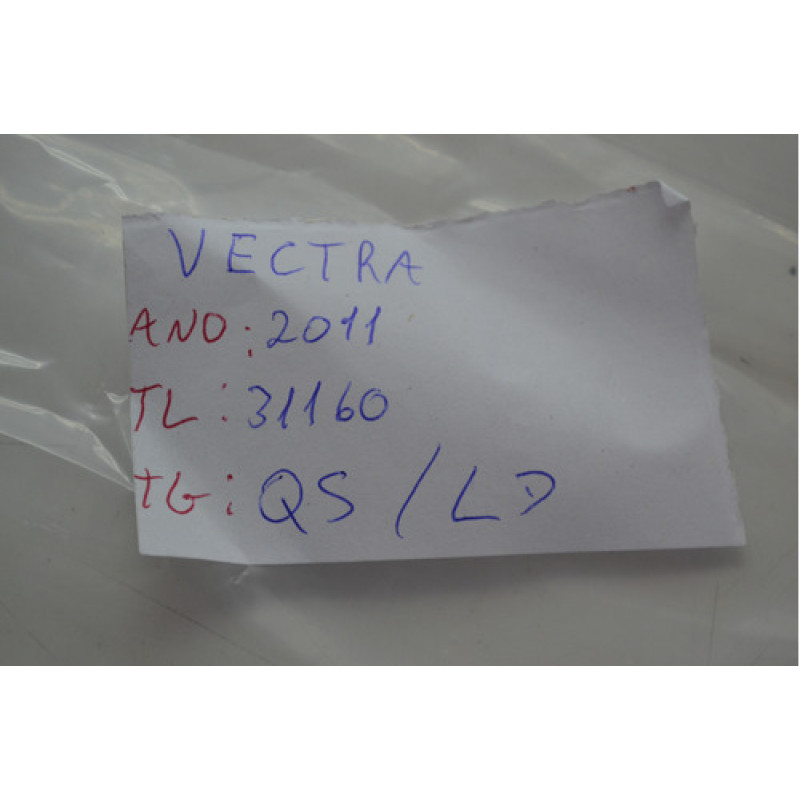 VECTRA
ANO: 2011
TL: 31160
TG: QS / LD